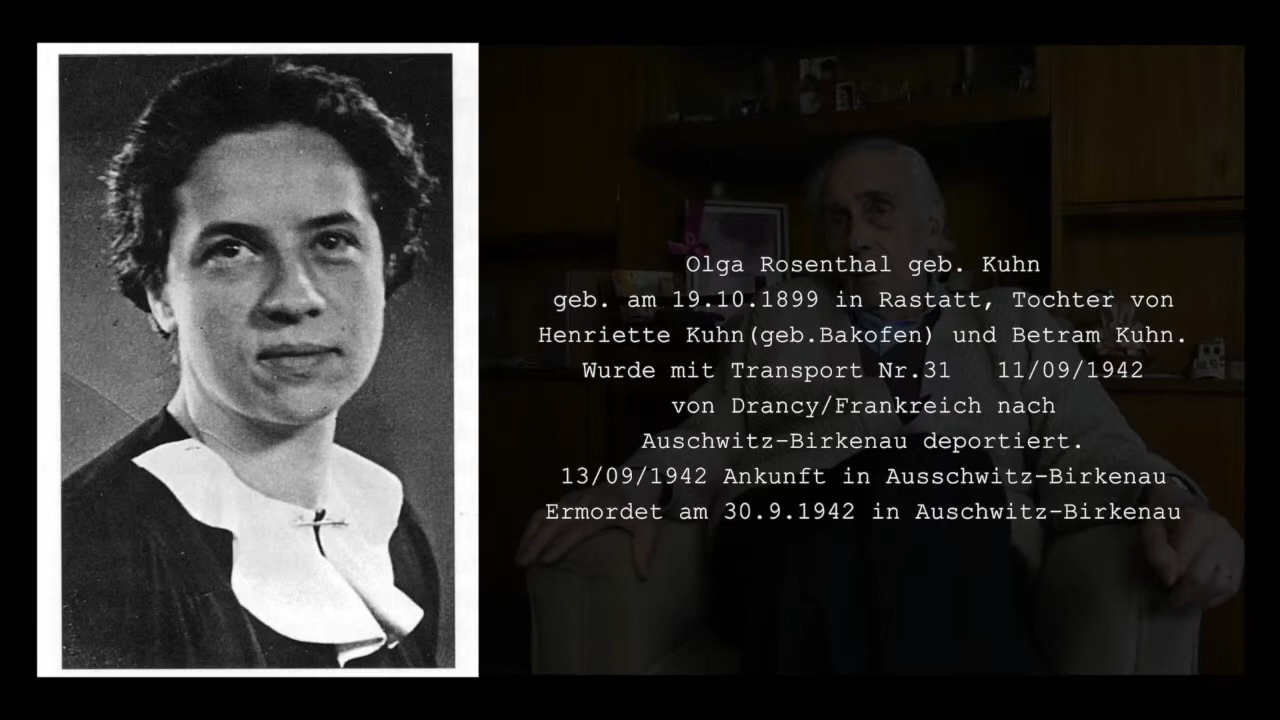 Olga Rosenthal geb. Kuhn
geb. am 19.10.1899 in Rastatt, Tochter von
Henriette Kuhn(geb.Bakofen) und Betram Kuhn.
Wurde mit Transport Nr.31 11/09/1942
von Drancy/Frankreich nach
Auschwitz-Birkenau deportiert.
13/09/1942 Ankunft in Ausschwitz-Birkenau
Ermordet am 30.9.1942 in Auschwitz-Birkenau